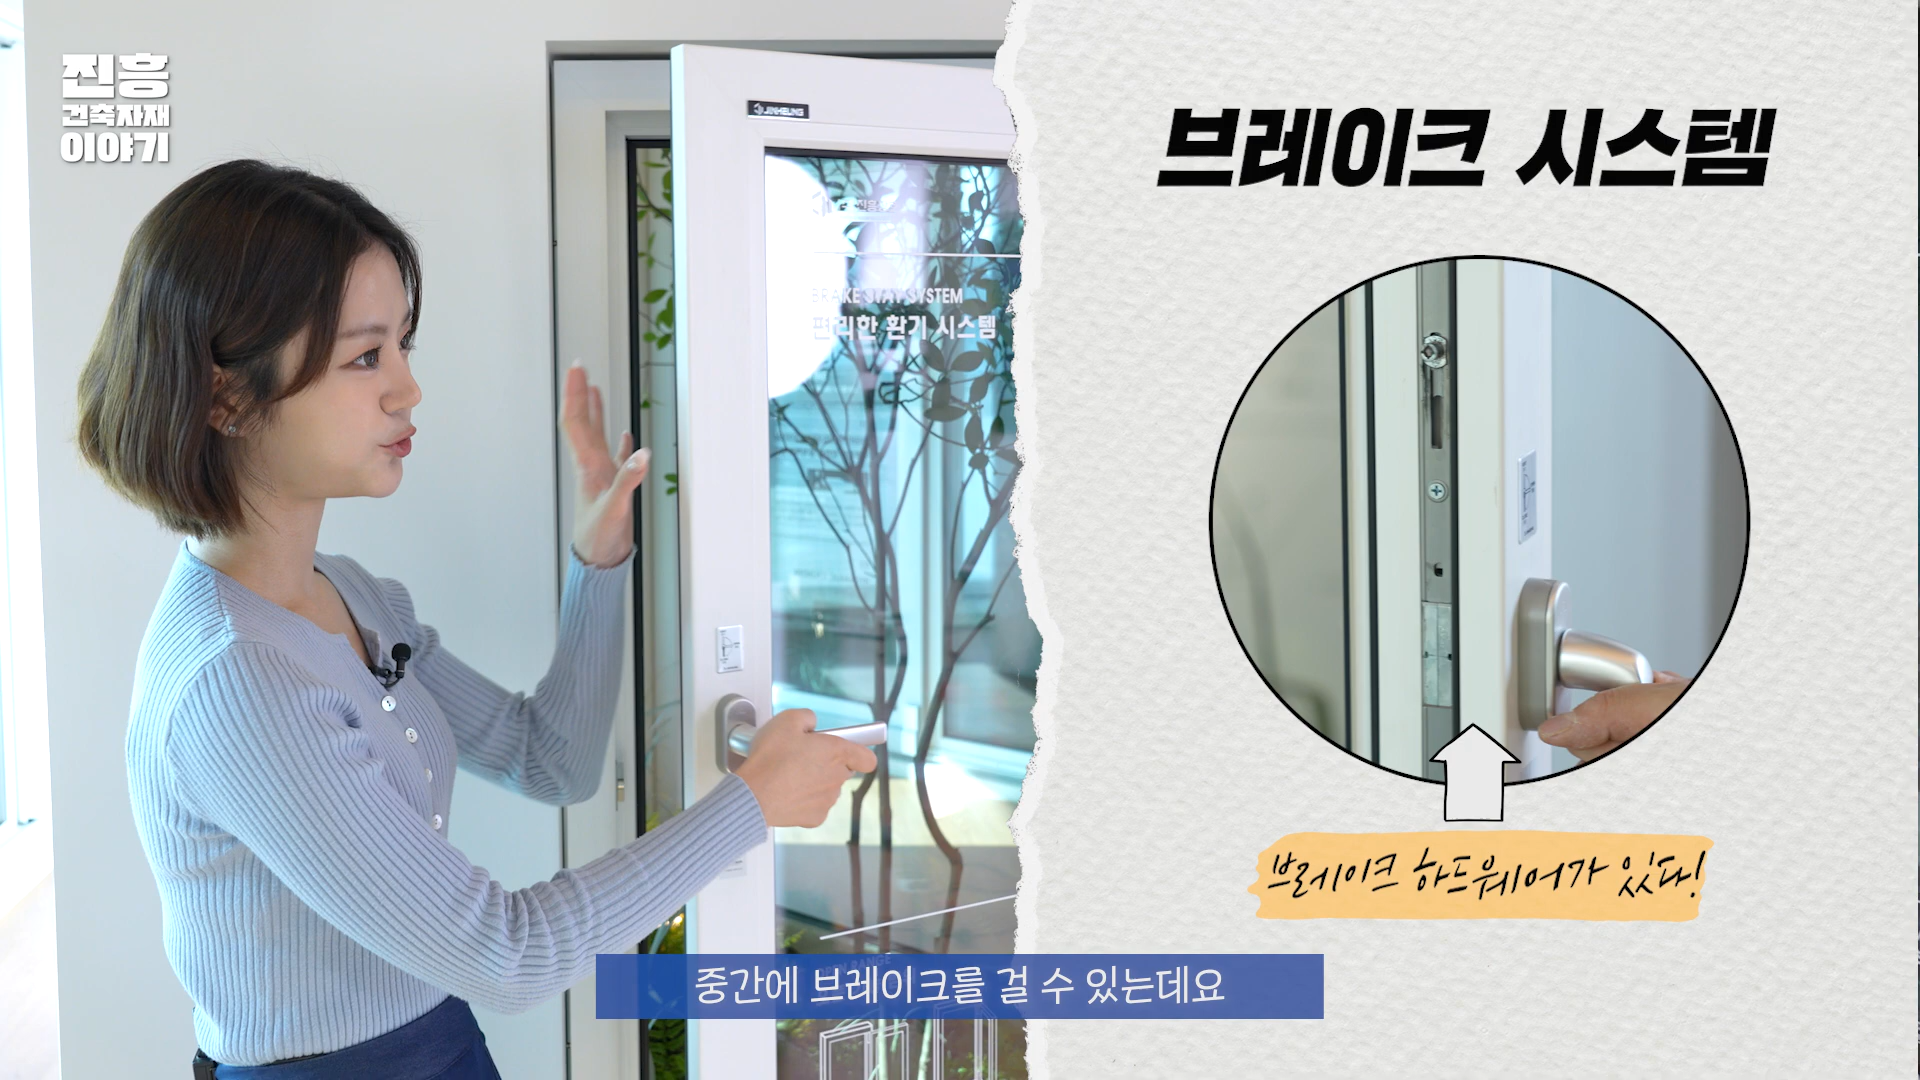 진흥
건축자재
이야기
JINHEUNG
BRAKE STAY SYSTEM
편리한 환기 시스템
브레이크 시스템
브레이크 하드웨어가 있다!
중간에 브레이크를 걸 수 있는데요